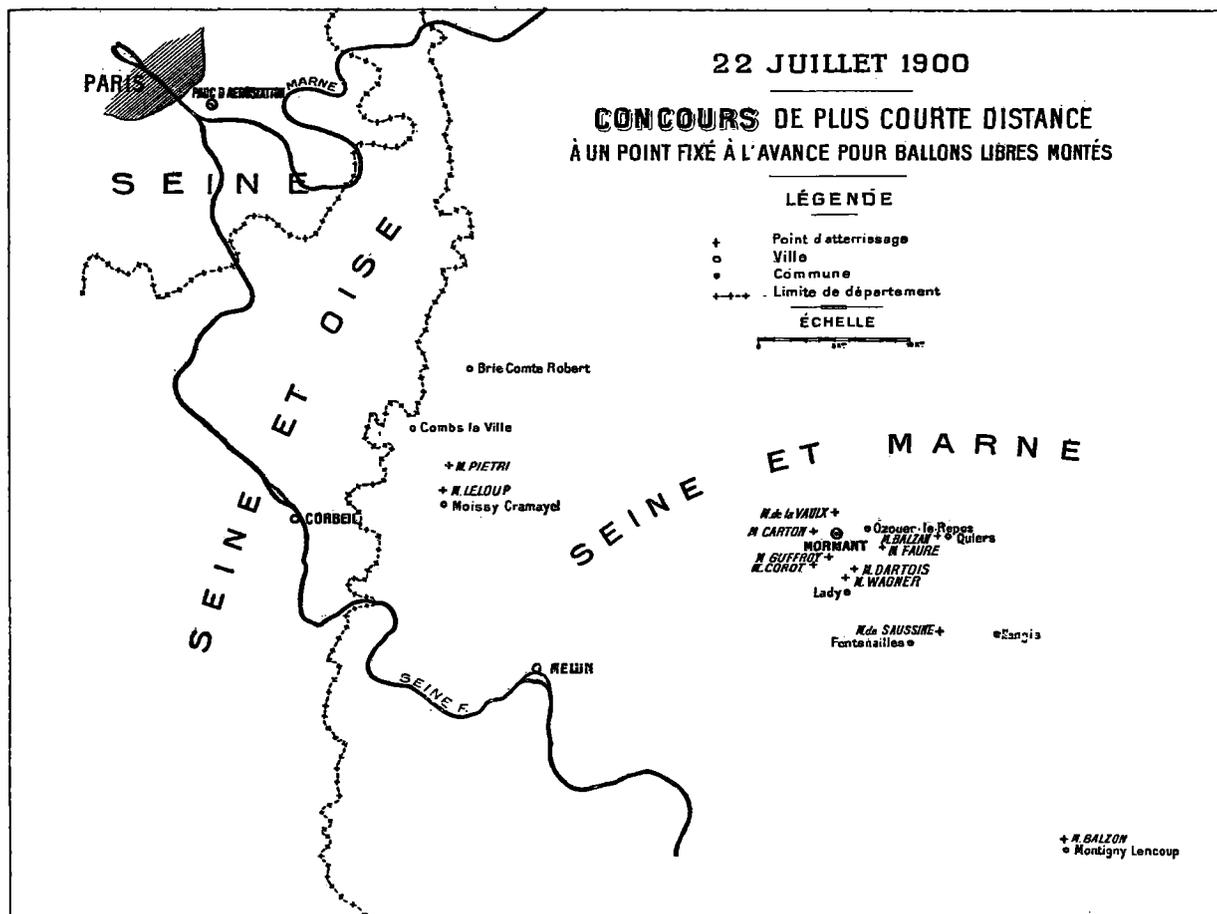 22 JUILLET 1900
CONCOURS DE PLUS COURTE DISTANCE
À UN POINT FIXÉ À L'AVANCE POUR BALLONS LIBRES MONTÉS
LÉGENDE
Point d'atterrissage
Ville
Commune
Limite de département
ÉCHELLE
PARIS
PARC D'AEROSTATION
MARNE
SEINE
SEINE ET OISE
Brie Comte Robert
Combs la Ville
M. PIETRI
M. LELOUP
Moissy Cramayel
CORBEIL
SEINE ET MARNE
M. de la VAULX
M CARTON
Ozouer-le-Repos
MORMANT
M. BALZAN
Quiers
M. FAURE
M. GUFFROY
M. COROT
M. DARTOIS
M. WAGNER
Lady
M. de SAUSSINE
Fontenailles
Nangis
MELUN
SEINE F.
M. BALZON
Montigny Lencoup